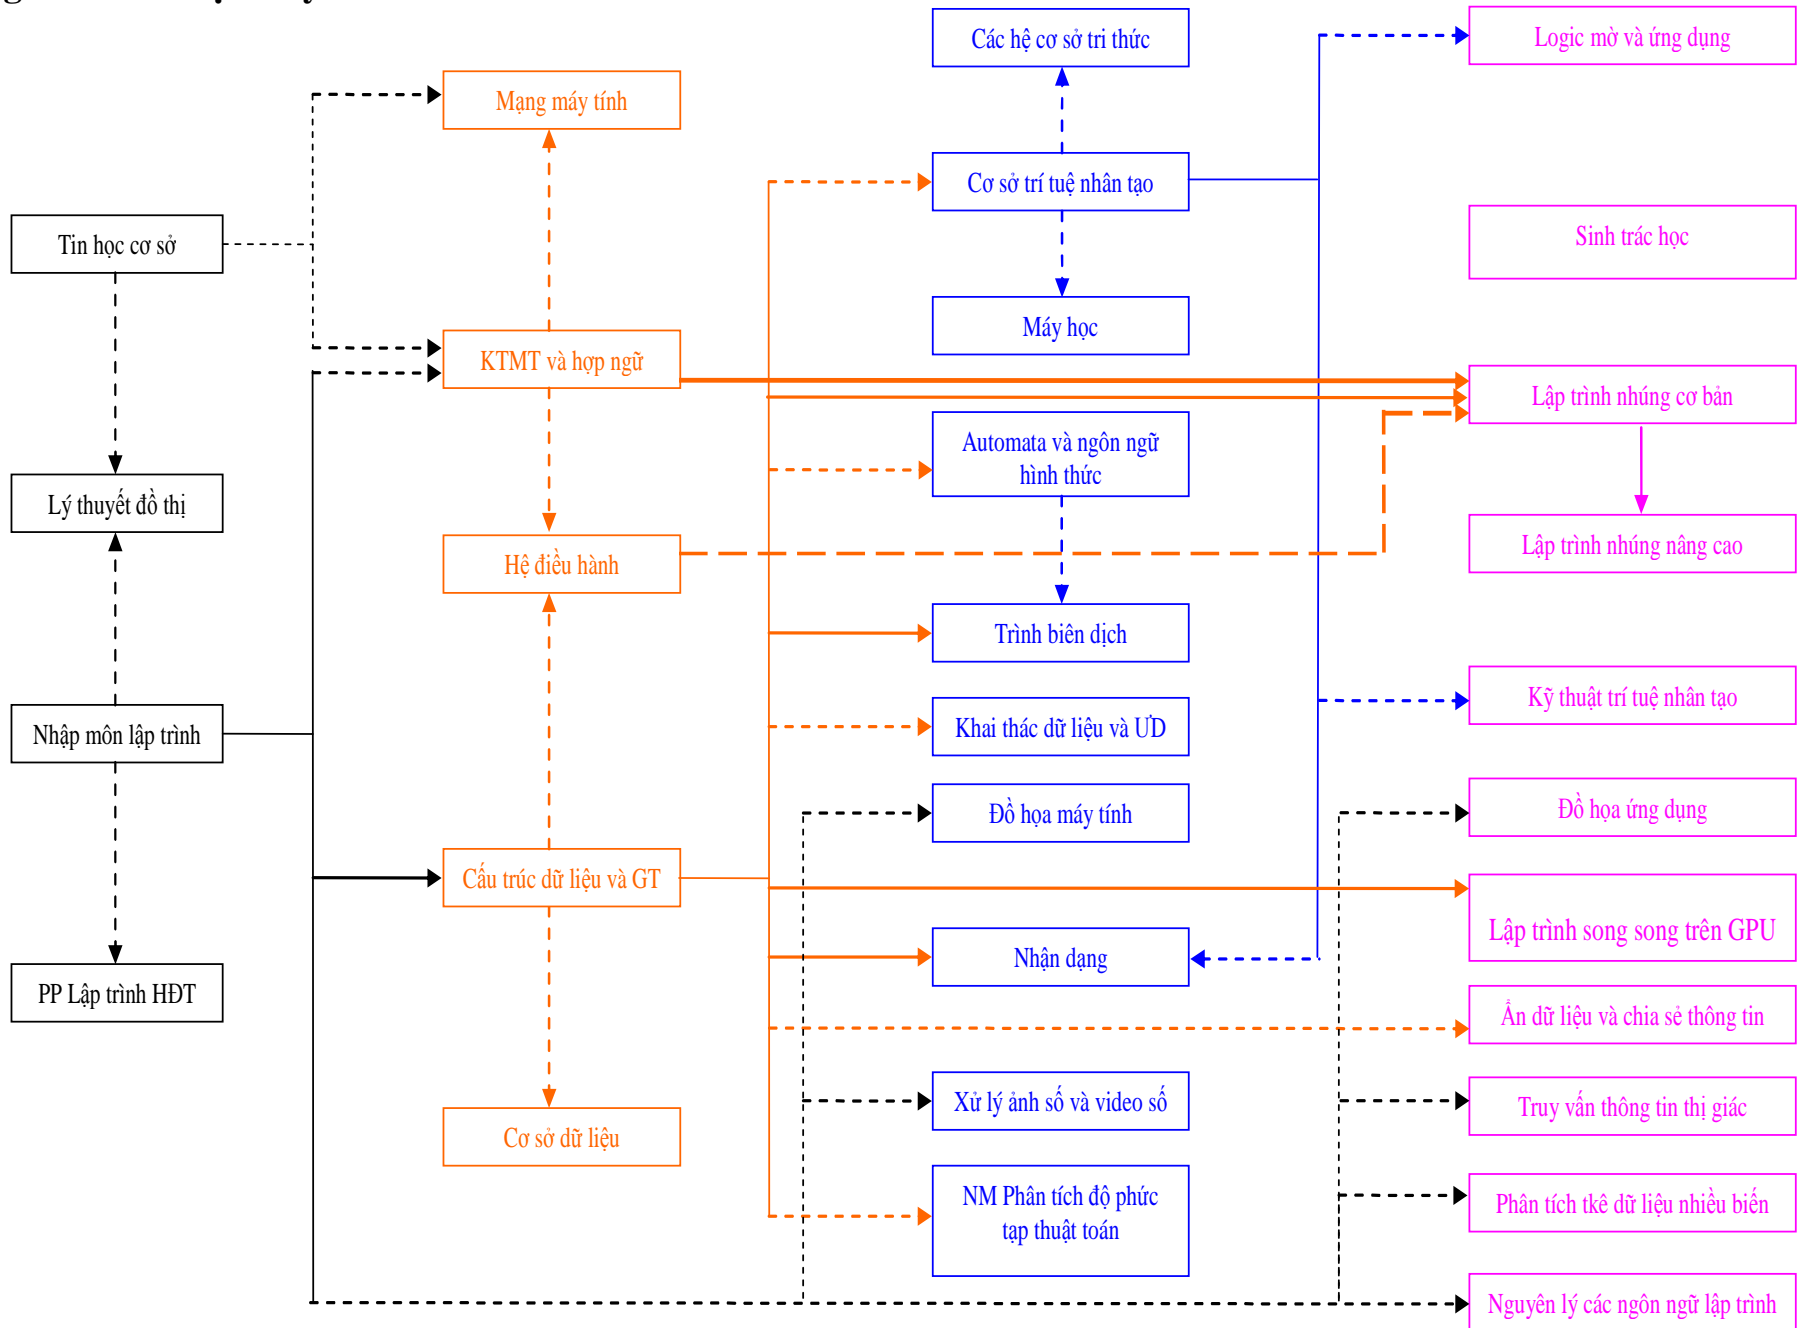 Các hệ cơ sở tri thức
Logic mờ và ứng dụng
Mạng máy tính
Cơ sở trí tuệ nhân tạo
Tin học cơ sở
Sinh trác học
Máy học
KTMT và hợp ngữ
Lập trình nhúng cơ bản
Automata và ngôn ngữ
hình thức
Lý thuyết đồ thị
Lập trình nhúng nâng cao
Hệ điều hành
Trình biên dịch
Kỹ thuật trí tuệ nhân tạo
Nhập môn lập trình
Khai thác dữ liệu và ƯD
Đồ họa máy tính
Đồ họa ứng dụng
Cấu trúc dữ liệu và GT
Lập trình song song trên GPU
Nhận dạng
PP Lập trình HĐT
Ẩn dữ liệu và chia sẻ thông tin
Xử lý ảnh số và video số
Truy vấn thông tin thị giác
Cơ sở dữ liệu
NM Phân tích độ phức
tạp thuật toán
Phân tích tkê dữ liệu nhiều biến
Nguyên lý các ngôn ngữ lập trình